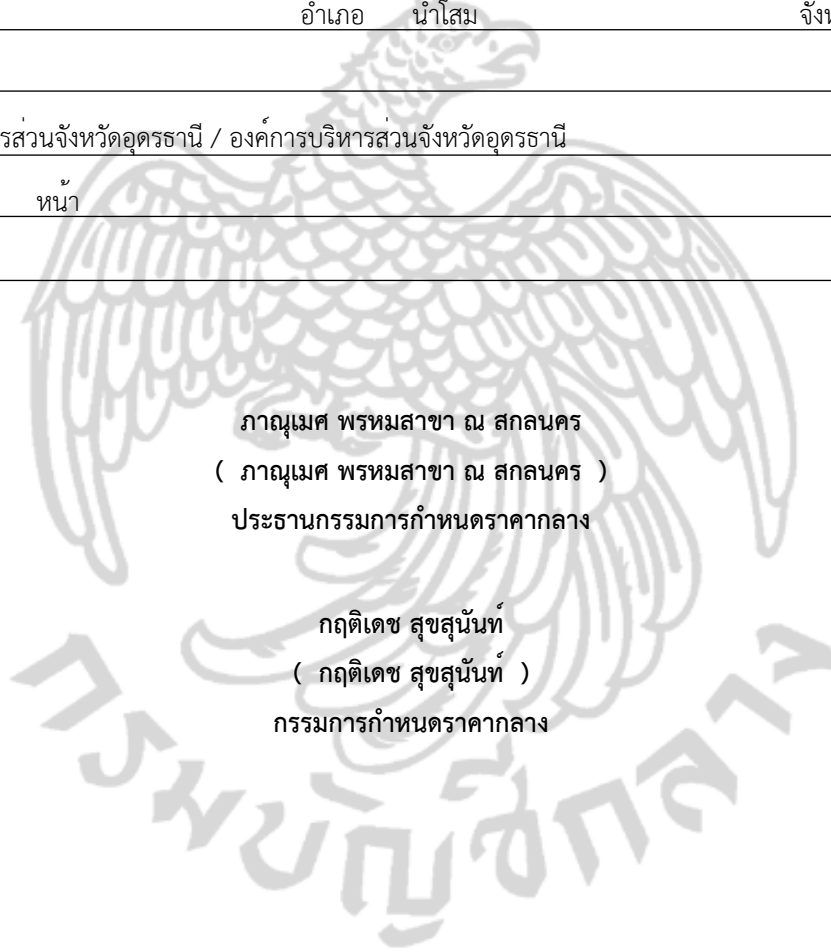 อำเภอ น้ำโสม
รส่วนจังหวัดอุดรธานี / องค์การบริหารส่วนจังหวัดอุดรธานี
หน้า
ภาณุเมศ พรหมสาขา ณ สกลนคร
( ภาณุเมศ พรหมสาขา ณ สกลนคร )
ประธานกรรมการกำหนดราคากลาง
กฤติเดช สุขสุนันท์
( กฤติเดช สุขสุนันท์ )
กรรมการกำหนดราคากลาง
กรมบัญชีกลาง